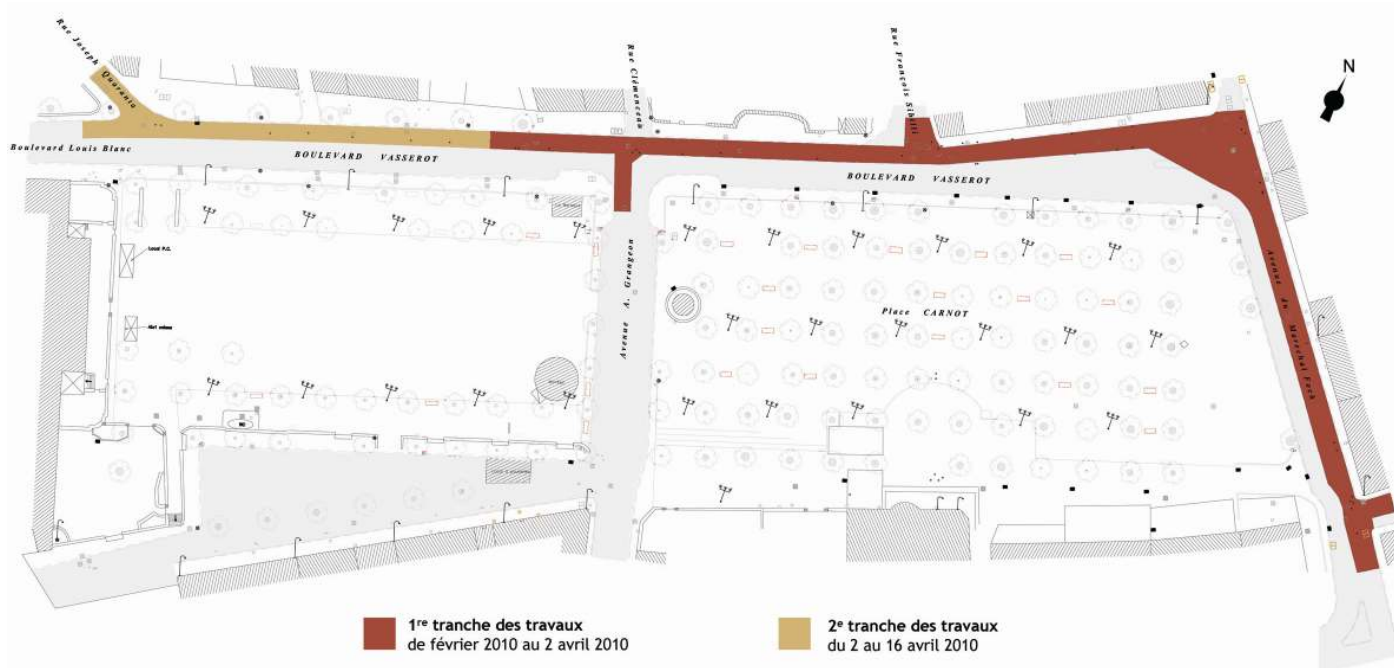 Rue Joseph Quaranta
Rue Clémenceau
Rue François Sibilli
N
Boulevard Louis Blanc
BOULEVARD VASSEROT
BOULEVARD VASSEROT
Local P.C.
Avenue A. Grangeon
Place CARNOT
Avenue du Maréchal Foch
WC
1re tranche des travaux
de février 2010 au 2 avril 2010
2e tranche des travaux
du 2 au 16 avril 2010